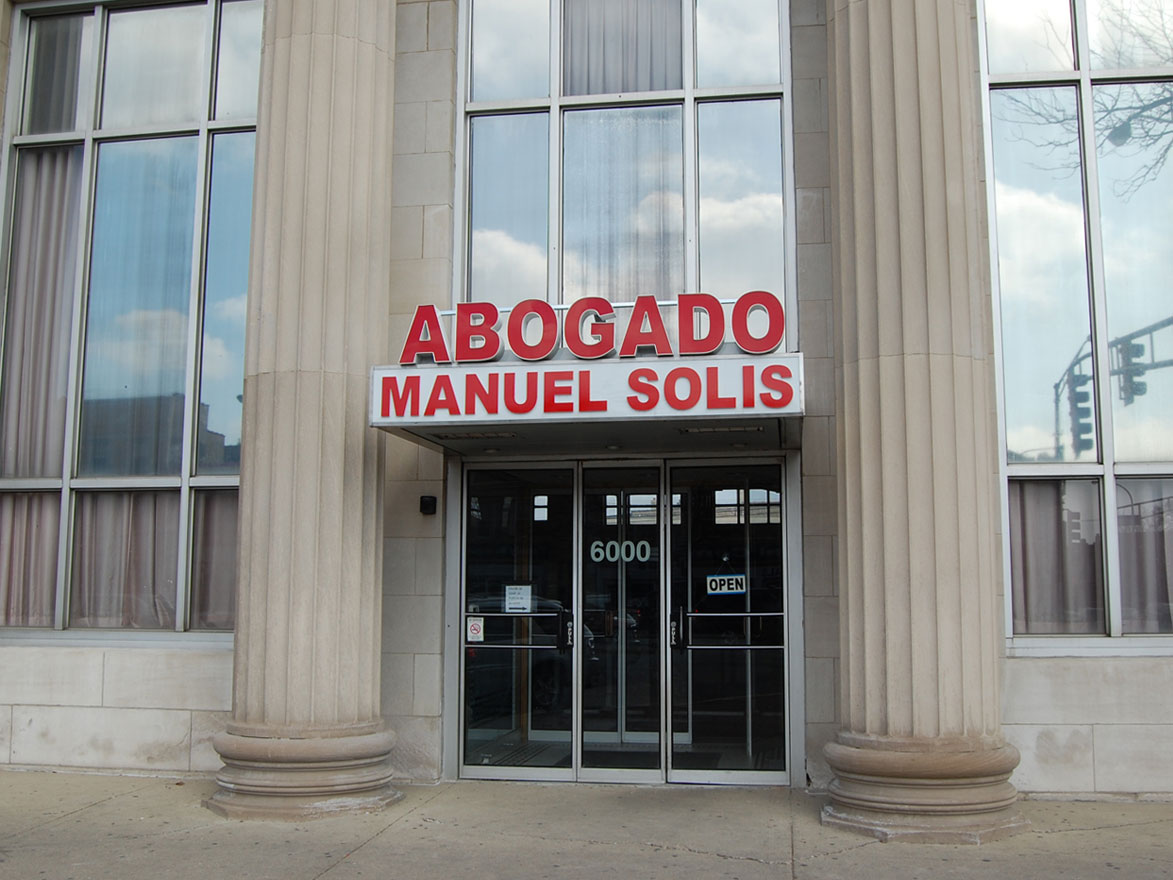 ABOGADO
MANUEL SOLIS
6000
OPEN